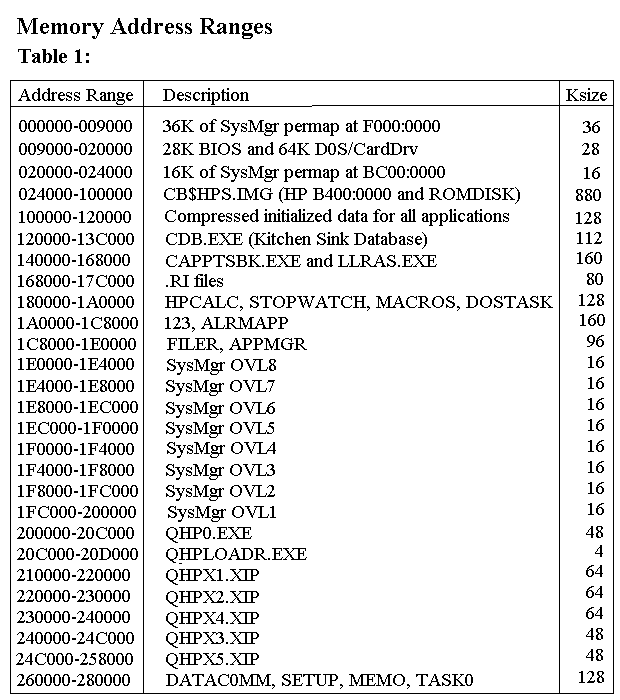 Memory Address Ranges
Table 1:
Address Range Description Ksize
000000-009000 36K of SysMgr permap at F000:0000 36
009000-020000 28K BIOS and 64K D0S/CardDrv 28
020000-024000 16K of SysMgr permap at BC00:0000 16
024000-100000 CB$HPS.IMG (HP B400:0000 and ROMDISK) 880
100000-120000 Compressed initialized data for all applications 128
120000-13C000 CDB.EXE (Kitchen Sink Database) 112
140000-168000 CAPPTSBK.EXE and LLRAS.EXE 160
168000-17C000 .RI files 80
180000-1A0000 HPCALC, STOPWATCH, MACROS, DOSTASK 128
1A0000-1C8000 123, ALRMAPP 160
1C8000-1E0000 FILER, APPMGR 96
1E0000-1E4000 SysMgr OVL8 16
1E4000-1E8000 SysMgr OVL7 16
1E8000-1EC000 SysMgr OVL6 16
1EC000-1F0000 SysMgr OVL5 16
1F0000-1F4000 SysMgr OVL4 16
1F4000-1F8000 SysMgr OVL3 16
1F8000-1FC000 SysMgr OVL2 16
1FC000-200000 SysMgr OVL1 16
200000-20C000 QHP0.EXE 48
20C000-20D000 QHPLOADR.EXE 4
210000-220000 QHPX1.XIP 64
220000-230000 QHPX2.XIP 64
230000-240000 QHPX4.XIP 64
240000-24C000 QHPX3.XIP 48
24C000-258000 QHPX5.XIP 48
260000-280000 DATAC0MM, SETUP, MEMO, TASK0 128